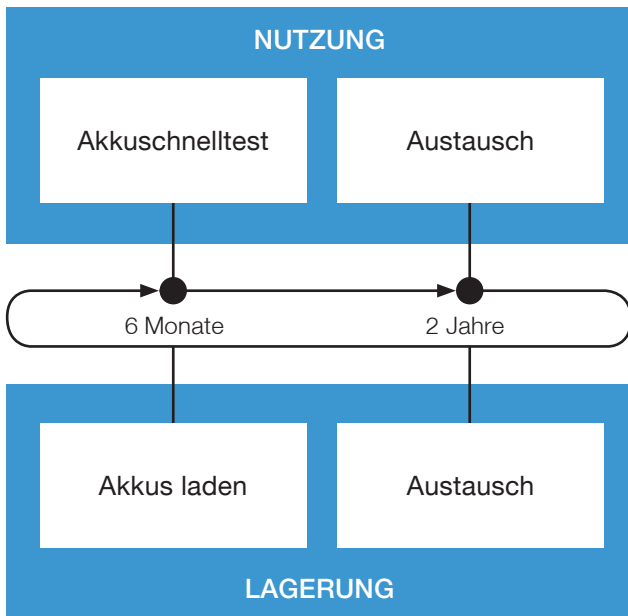 NUTZUNG
Akkuschnelltest
Austausch
6 Monate
2 Jahre
Akkus laden
Austausch
LAGERUNG